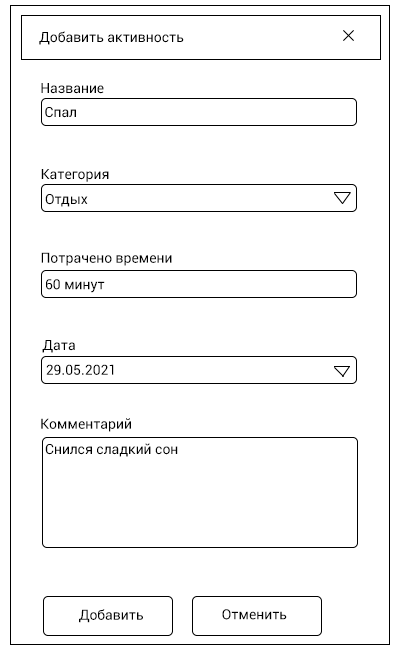 Добавить активность
Название
Спал
Категория
Отдых
Потрачено времени
60 минут
Дата
29.05.2021
Комментарий
Снился сладкий сон
Добавить
Отменить